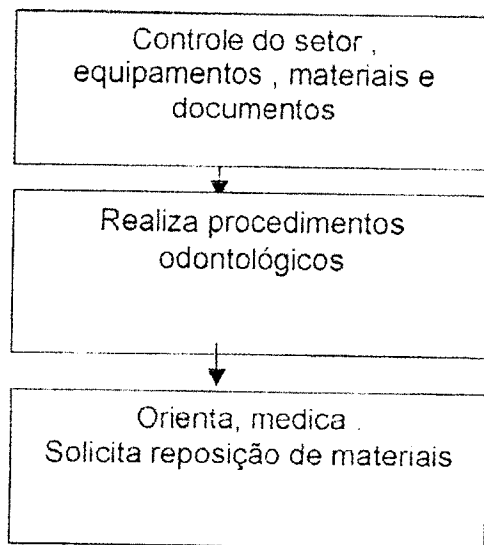 Controle do setor ,
equipamentos , materiais e
documentos
Realiza procedimentos
odontológicos
Orienta, medica .
Solicita reposição de materiais